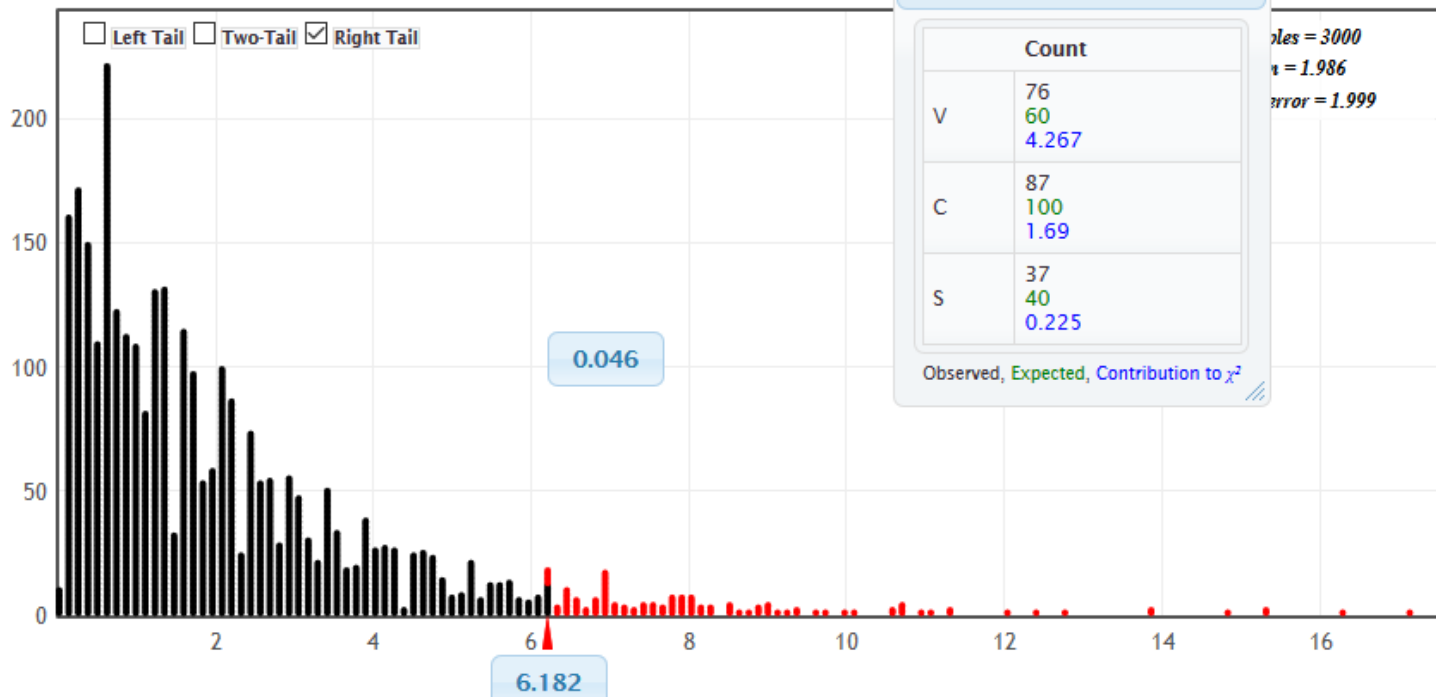 Left Tail Two-Tail Right Tail
= 3000
= 1.986
= 1.999
200
150
100
50
0
2 4 6 8 10 12 14 16
0.046
6.182
Count
V
76
60
4.267
C
87
100
1.69
S
37
40
0.225
Observed, Expected, Contribution to χ²